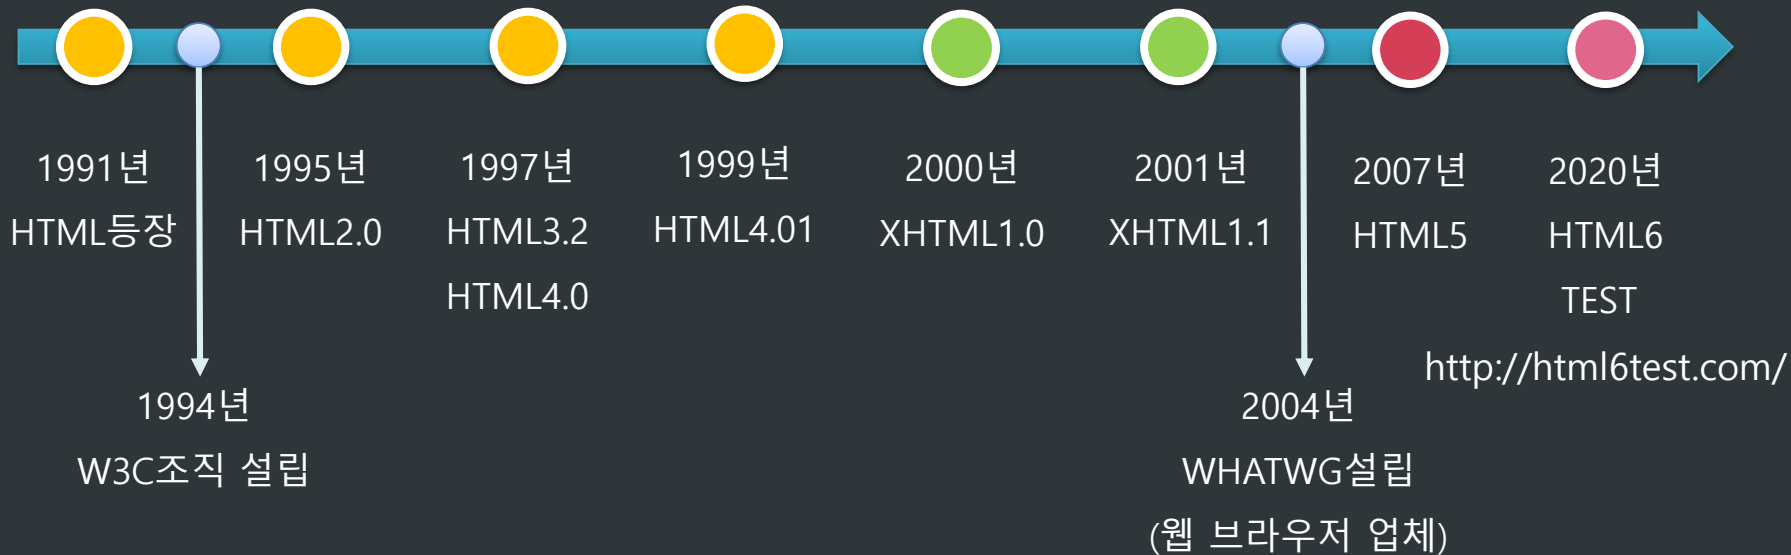 1991년
HTML등장
1995년
HTML2.0
1997년
HTML3.2
HTML4.0
1999년
HTML4.01
2000년
XHTML1.0
2001년
XHTML1.1
2007년
HTML5
2020년
HTML6
TEST
http://html6test.com/
1994년
W3C조직 설립
2004년
WHATWG설립
(웹 브라우저 업체)